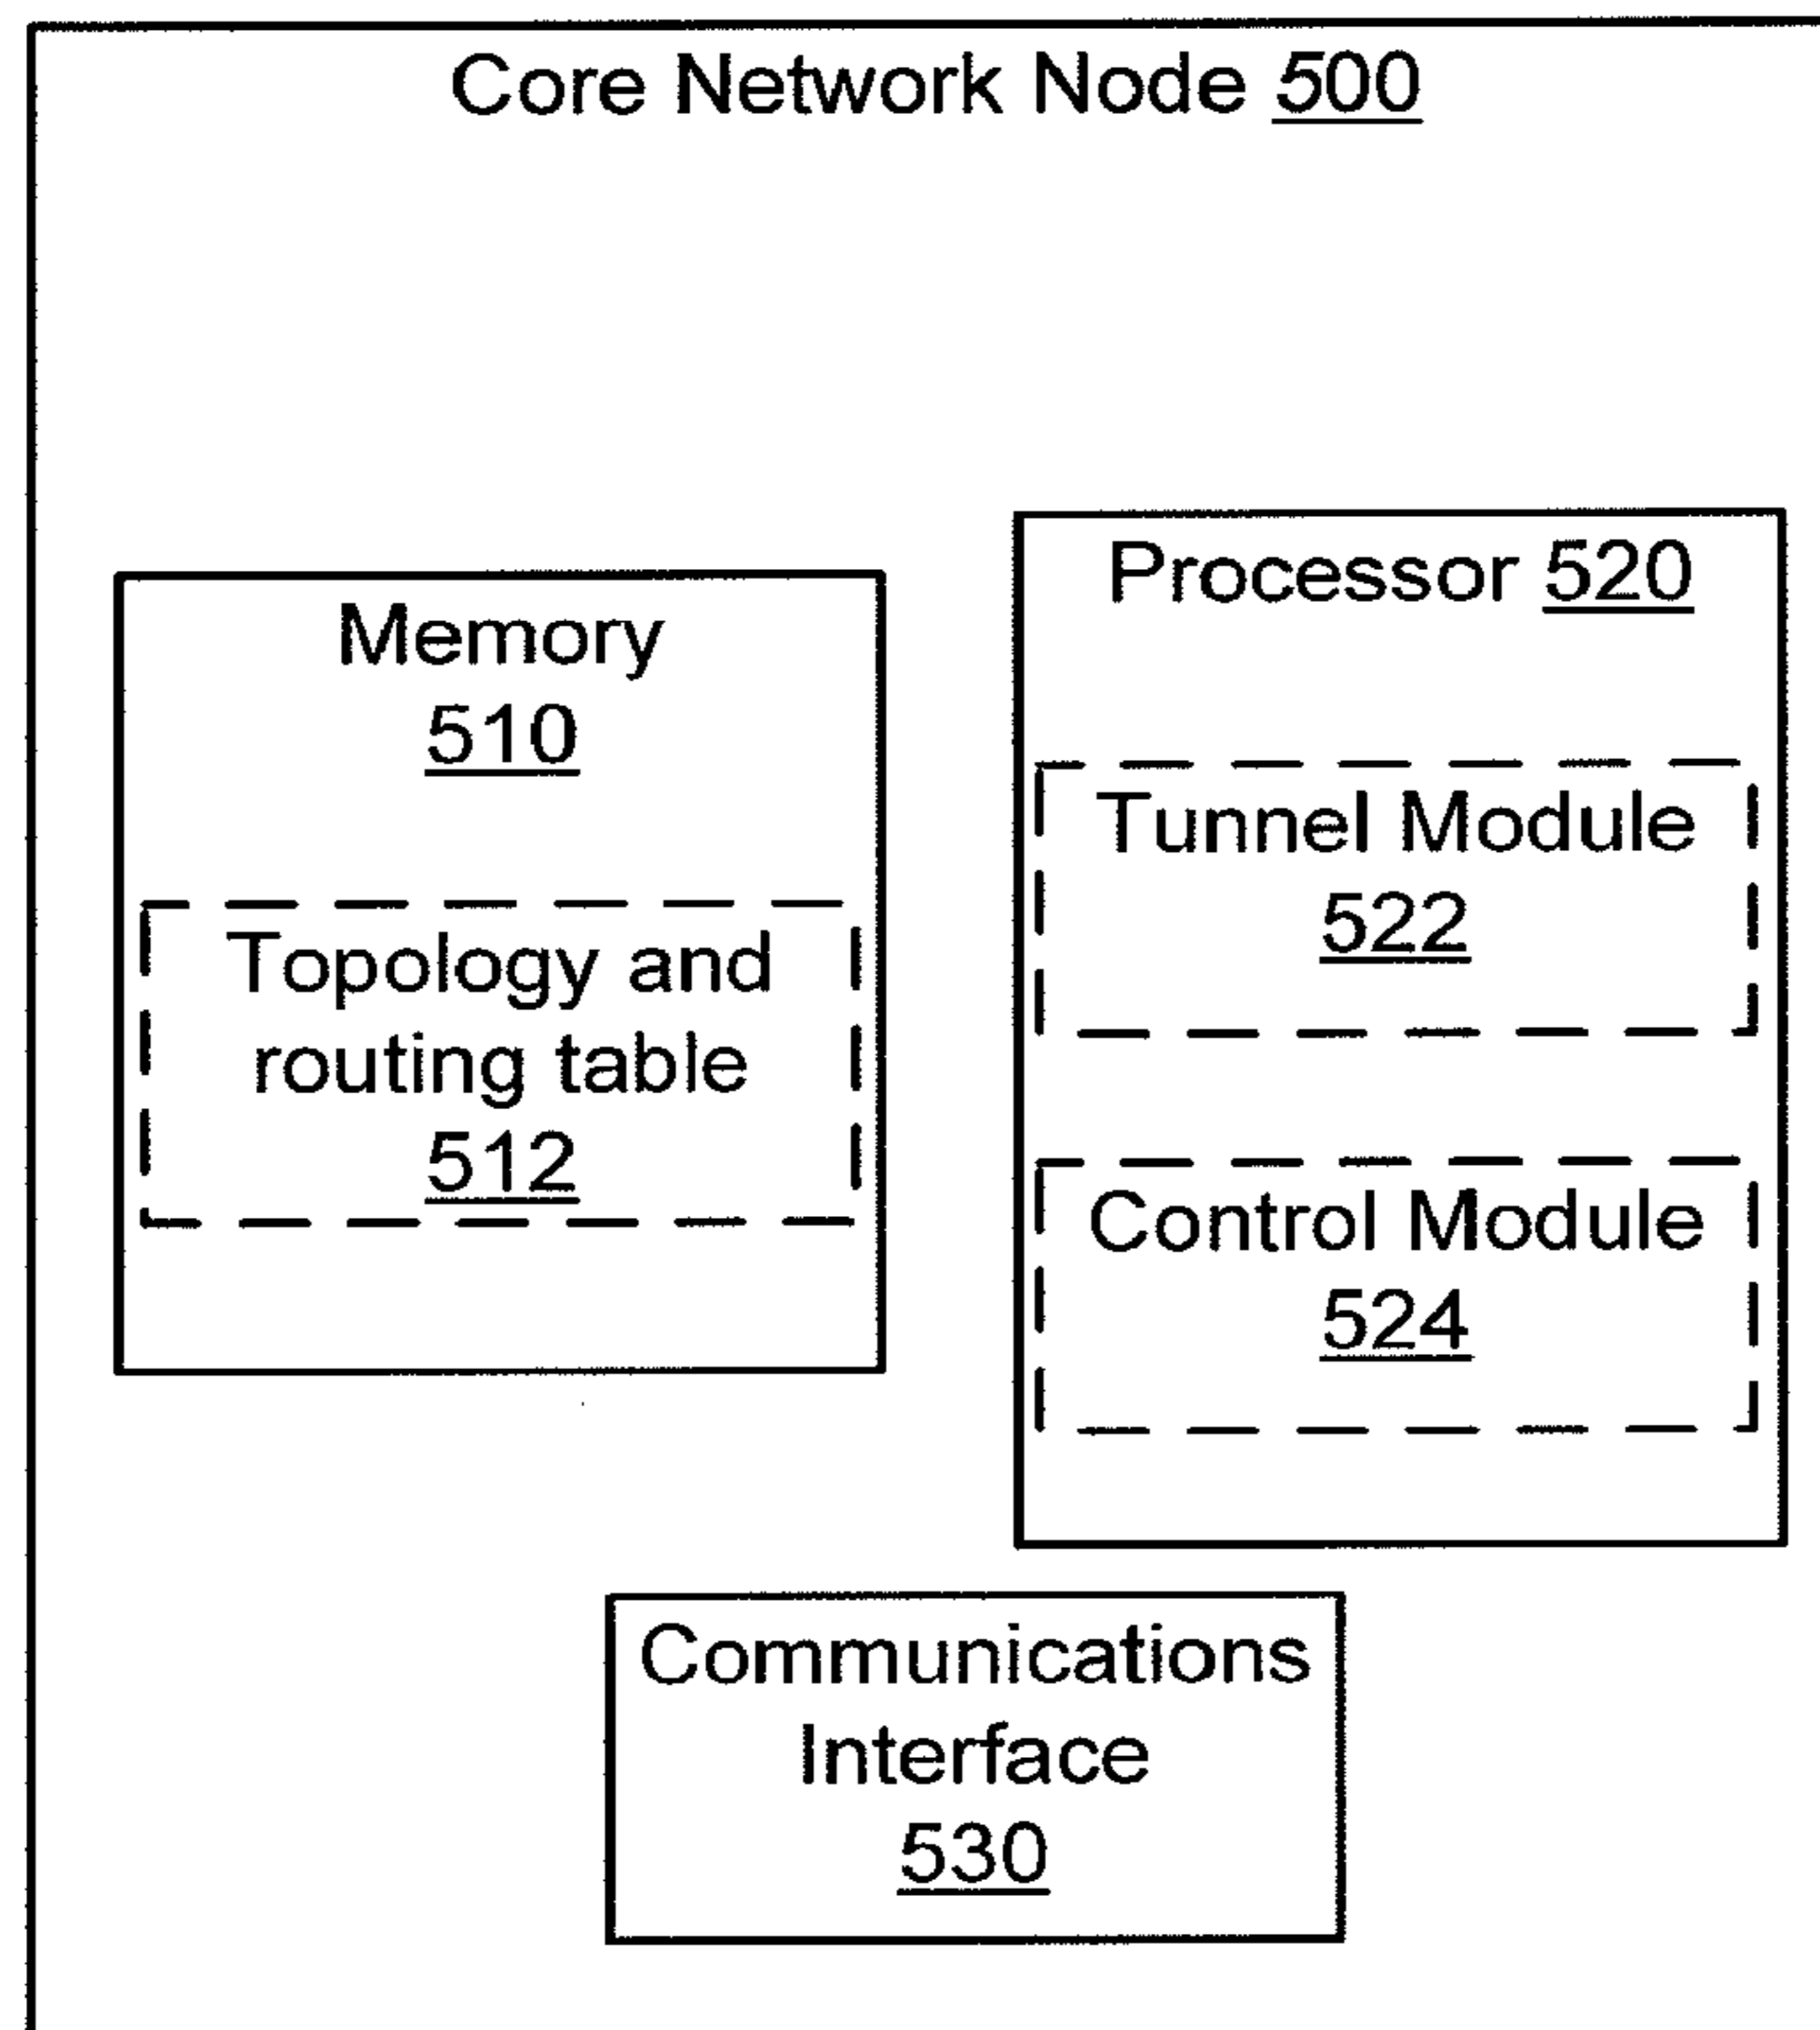 Core Network Node 500
Memory
510
Topology and
routing table
512
Processor 520
Tunnel Module
522
Control Module
524
Communications
Interface
530